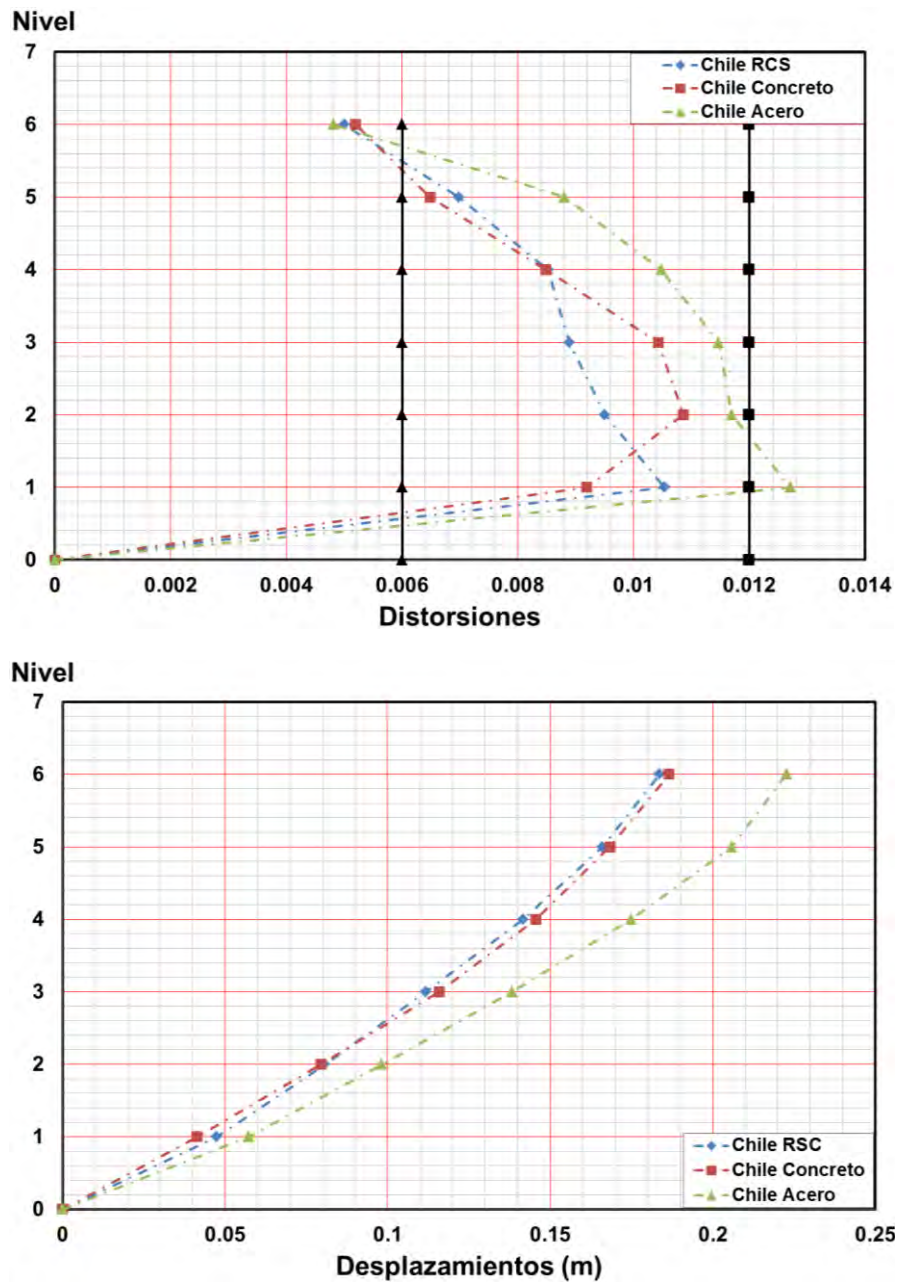 Nivel
7
Chile RCS
Chile Concreto
Chile Acero
6
5
4
3
2
1
0
0 0.002 0.004 0.006 0.008 0.01 0.012 0.014
Distorsiones
Nivel
7
6
5
4
3
2
1
Chile RSC
Chile Concreto
Chile Acero
0
0 0.05 0.1 0.15 0.2 0.25
Desplazamientos (m)